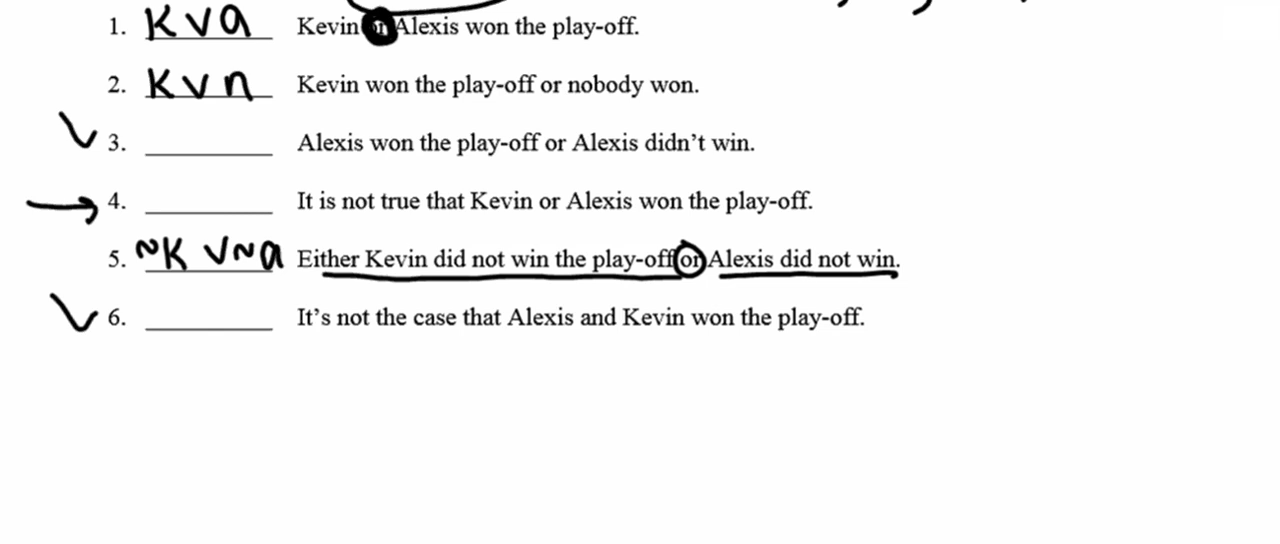 1. K V a Kevin or Alexis won the play-off.
2. K V n Kevin won the play-off or nobody won.
3. ________ Alexis won the play-off or Alexis didn’t win.
4. ________ It is not true that Kevin or Alexis won the play-off.
5. ~K V ~a Either Kevin did not win the play-off or Alexis did not win.
6. ________ It’s not the case that Alexis and Kevin won the play-off.